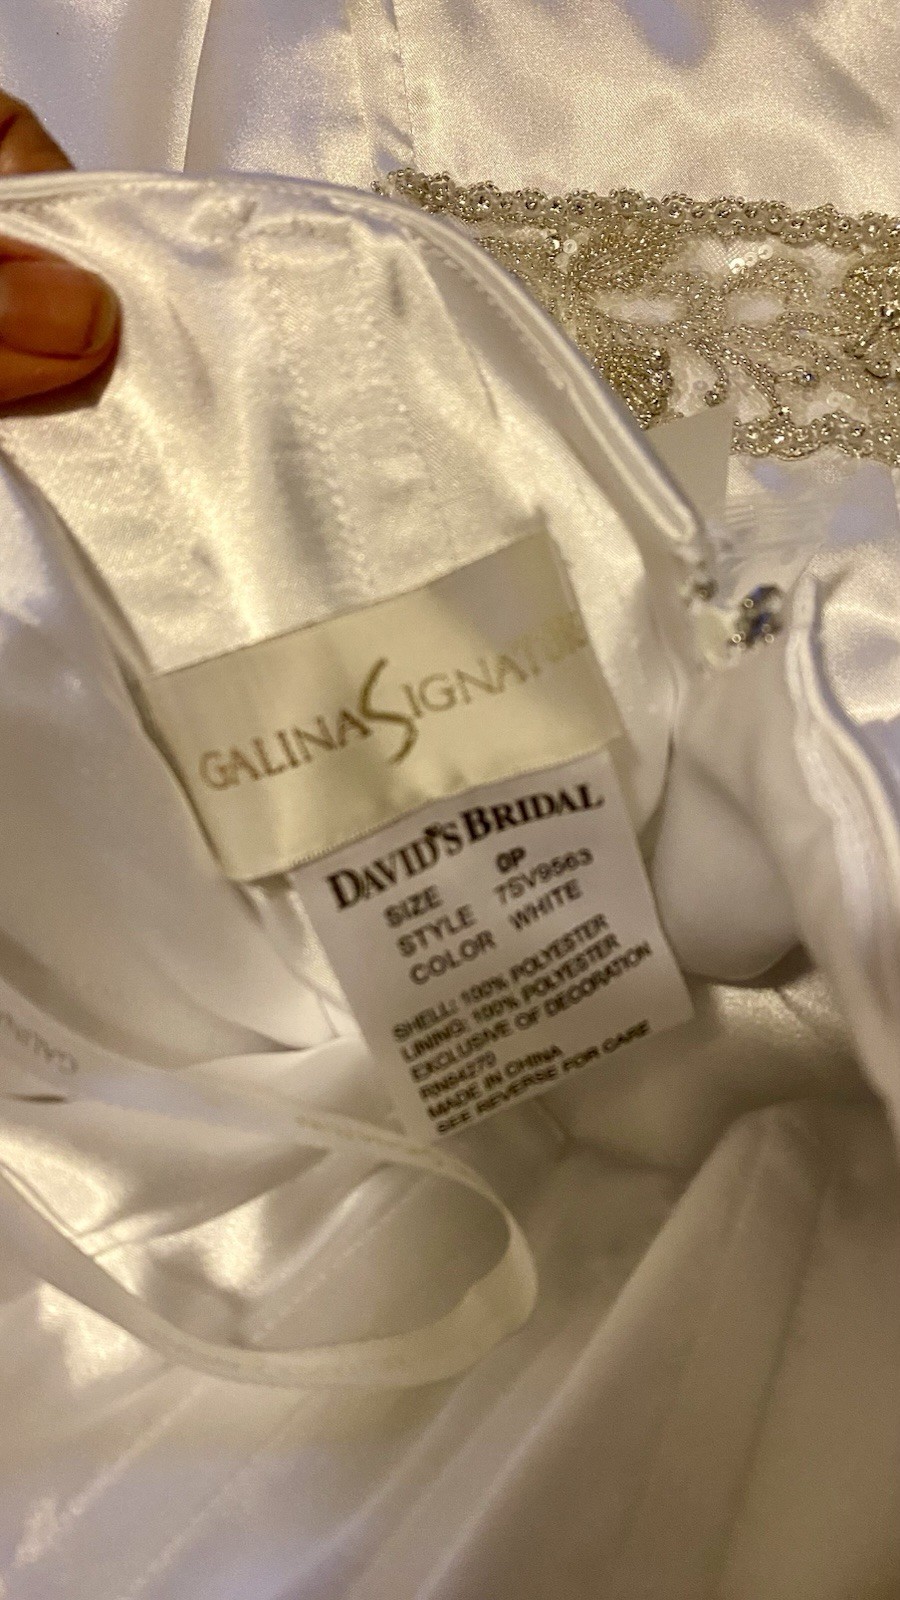 GALINA SIGNATURE
DAVID'S BRIDAL
SIZE 0P
STYLE 7SV9563
COLOR WHITE
SHELL: 100% POLYESTER
LINING: 100% POLYESTER
EXCLUSIVE OF DECORATION
RN84270
MADE IN CHINA
SEE REVERSE FOR CARE